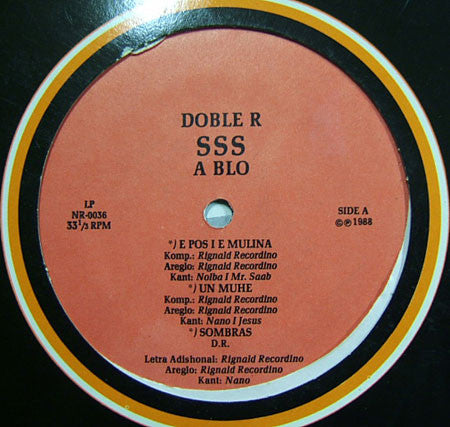 DOBLE R
SSS
A BLO
LP
NR-0036
33 1/3 RPM
SIDE A
©℗ 1988
*) E POS I E MULINA
Komp.: Rignald Recordino
Areglo: Rignald Recordino
Kant: Nolba I Mr. Saab
*) UN MUHE
Komp.: Rignald Recordino
Areglo: Rignald Recordino
Kant: Nano I Jesus
*) SOMBRAS
D.R.
Letra Adishonal: Rignald Recordino
Areglo: Rignald Recordino
Kant: Nano